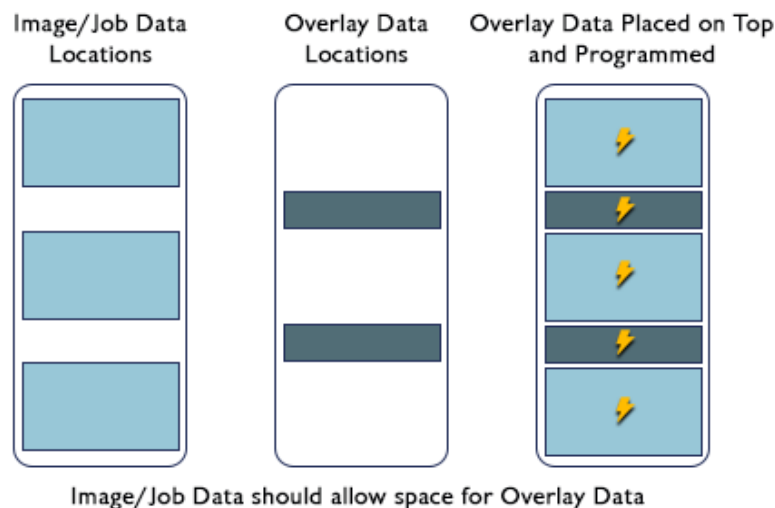 Image/Job Data
Locations
Overlay Data
Locations
Overlay Data Placed on Top
and Programmed
Image/Job Data should allow space for Overlay Data